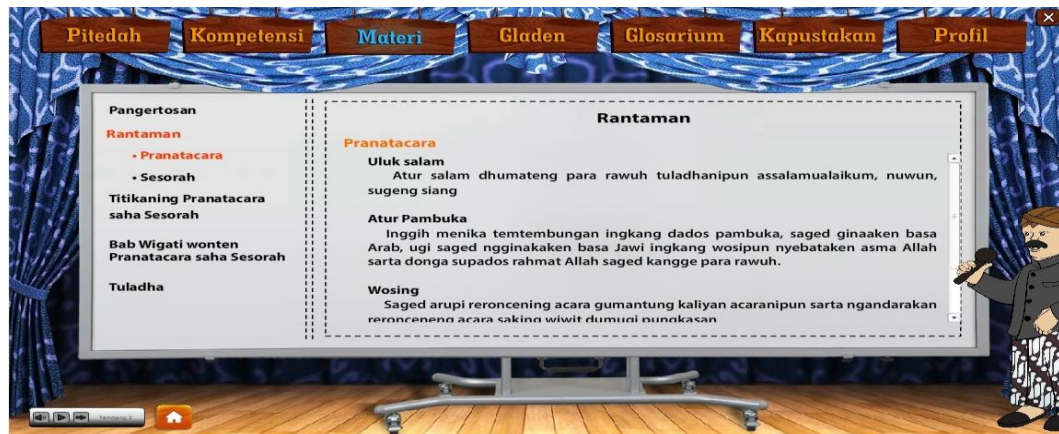 Pitedah Kompetensi Materi Gladen Glosarium Kapustakan Profil
Pangertosan
Rantaman
• Pranatacara
• Sesorah
Titikaning Pranatacara
saha Sesorah
Bab Wigati wonten
Pranatacara saha Sesorah
Tuladha
Rantaman
Pranatacara
Uluk salam
Atur salam dhumateng para rawuh tuladhanipun assalamualaikum, nuwun,
sugeng siang
Atur Pambuka
Inggih menika temtembungan ingkang dados pambuka, saged ginaaken basa
Arab, ugi saged ngginakaken basa Jawi ingkang wosipun nyebataken asma Allah
sarta donga supados rahmat Allah saged kangge para rawuh.
Wosing
Saged arupi reroncening acara gumantung kaliyan acaranipun sarta ngandarakan
reronceneng acara saking wiwit dumugi pungkasan
Tembang 2